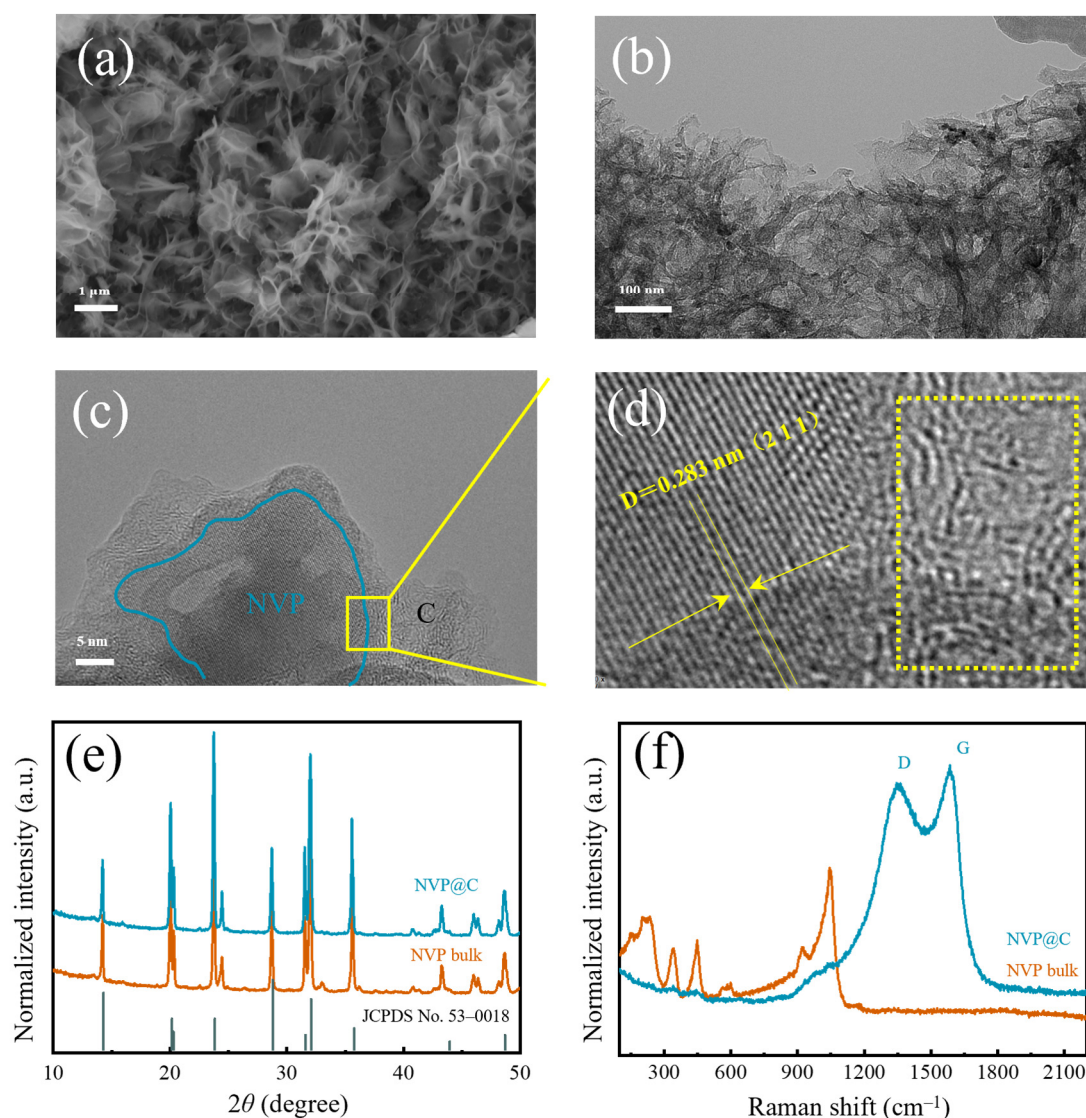 (a)
1 μm
(b)
100 nm
(c)
NVP
C
5 nm
(d)
D=0.283 nm (2 1 1)
(e)
Normalized intensity (a.u.)
NVP@C
NVP bulk
JCPDS No. 53–0018
10 20 30 40 50
2θ (degree)
(f)
Normalized intensity (a.u.)
D
G
NVP@C
NVP bulk
300 600 900 1200 1500 1800 2100
Raman shift (cm⁻¹)